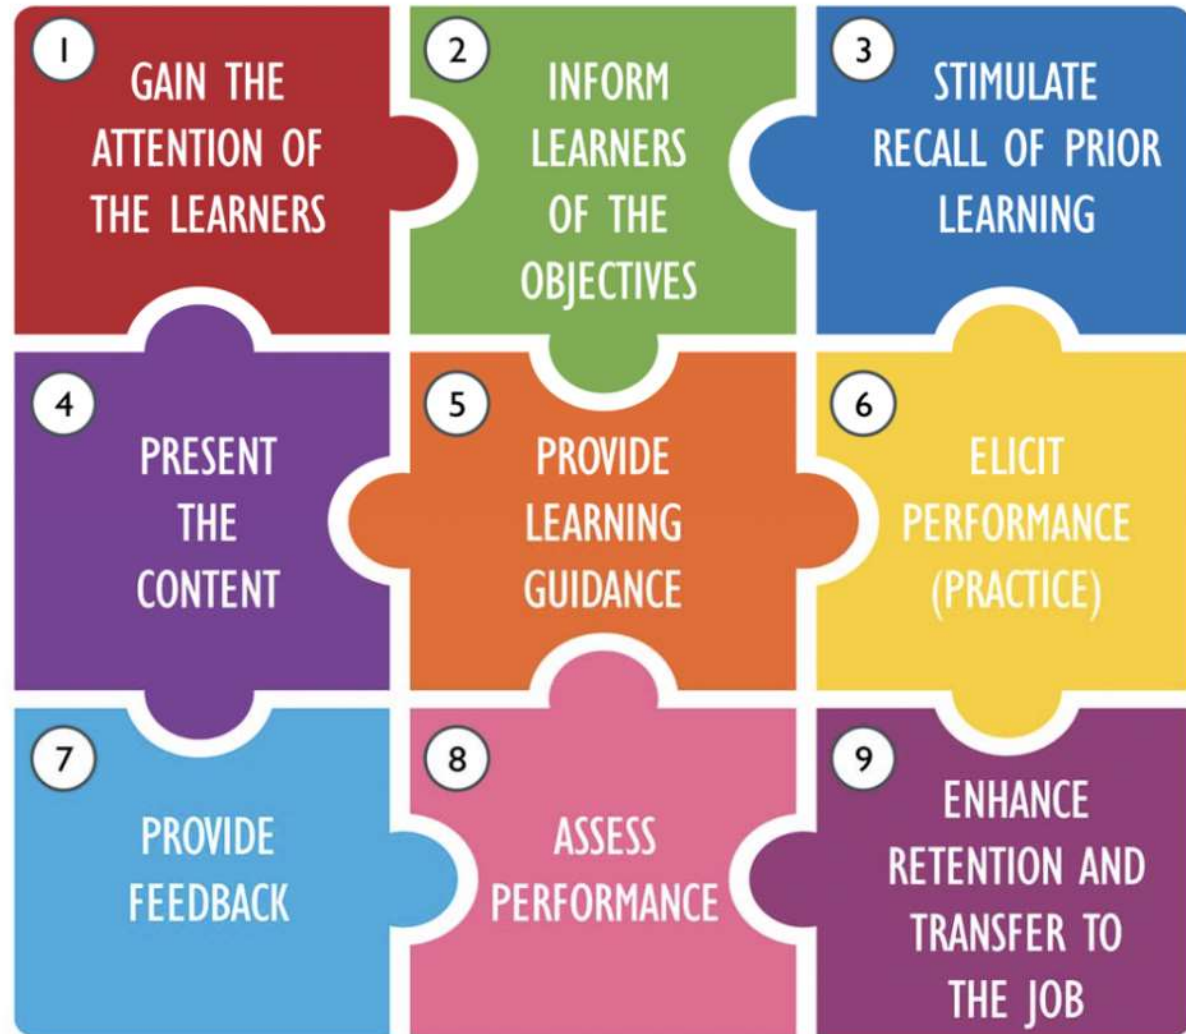 1
GAIN THE
ATTENTION OF
THE LEARNERS
2
INFORM
LEARNERS
OF THE
OBJECTIVES
3
STIMULATE
RECALL OF PRIOR
LEARNING
4
PRESENT
THE
CONTENT
5
PROVIDE
LEARNING
GUIDANCE
6
ELICIT
PERFORMANCE
(PRACTICE)
7
PROVIDE
FEEDBACK
8
ASSESS
PERFORMANCE
9
ENHANCE
RETENTION AND
TRANSFER TO
THE JOB